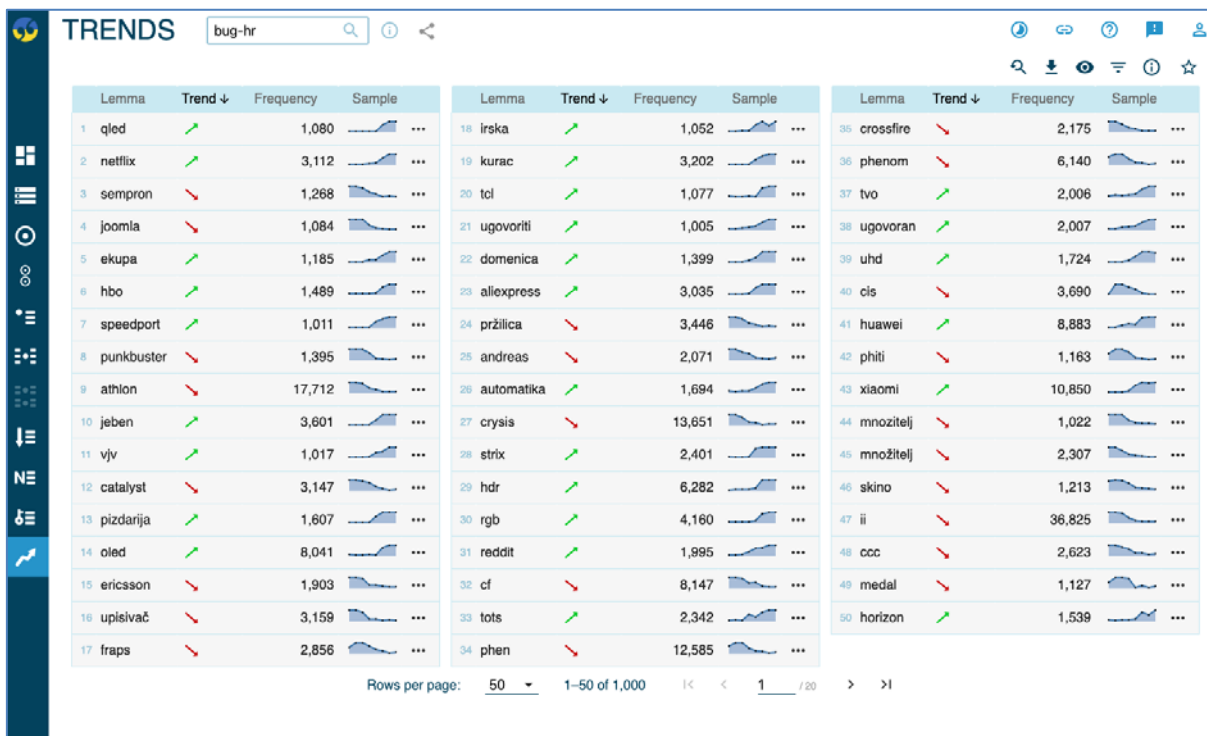 TRENDS bug-hr
Lemma Trend ↓ Frequency Sample
1 qled 1,080
2 netflix 3,112
3 sempron 1,268
4 joomla 1,084
5 ekupa 1,185
6 hbo 1,489
7 speedport 1,011
8 punkbuster 1,395
9 athlon 17,712
10 jeben 3,601
11 vjv 1,017
12 catalyst 3,147
13 pizdarija 1,607
14 oled 8,041
15 ericsson 1,903
16 upisivač 3,159
17 fraps 2,856
Lemma Trend ↓ Frequency Sample
18 irska 1,052
19 kurac 3,202
20 tcl 1,077
21 ugovoriti 1,005
22 domenica 1,399
23 aliexpress 3,035
24 pržilica 3,446
25 andreas 2,071
26 automatika 1,694
27 crysis 13,651
28 strix 2,401
29 hdr 6,282
30 rgb 4,160
31 reddit 1,995
32 cf 8,147
33 tots 2,342
34 phen 12,585
Lemma Trend ↓ Frequency Sample
35 crossfire 2,175
36 phenom 6,140
37 tvo 2,006
38 ugovoran 2,007
39 uhd 1,724
40 cis 3,690
41 huawei 8,883
42 phiti 1,163
43 xiaomi 10,850
44 mnozitelj 1,022
45 množitelj 2,307
46 skino 1,213
47 ii 36,825
48 ccc 2,623
49 medal 1,127
50 horizon 1,539
Rows per page: 50 1–50 of 1,000 1 / 20